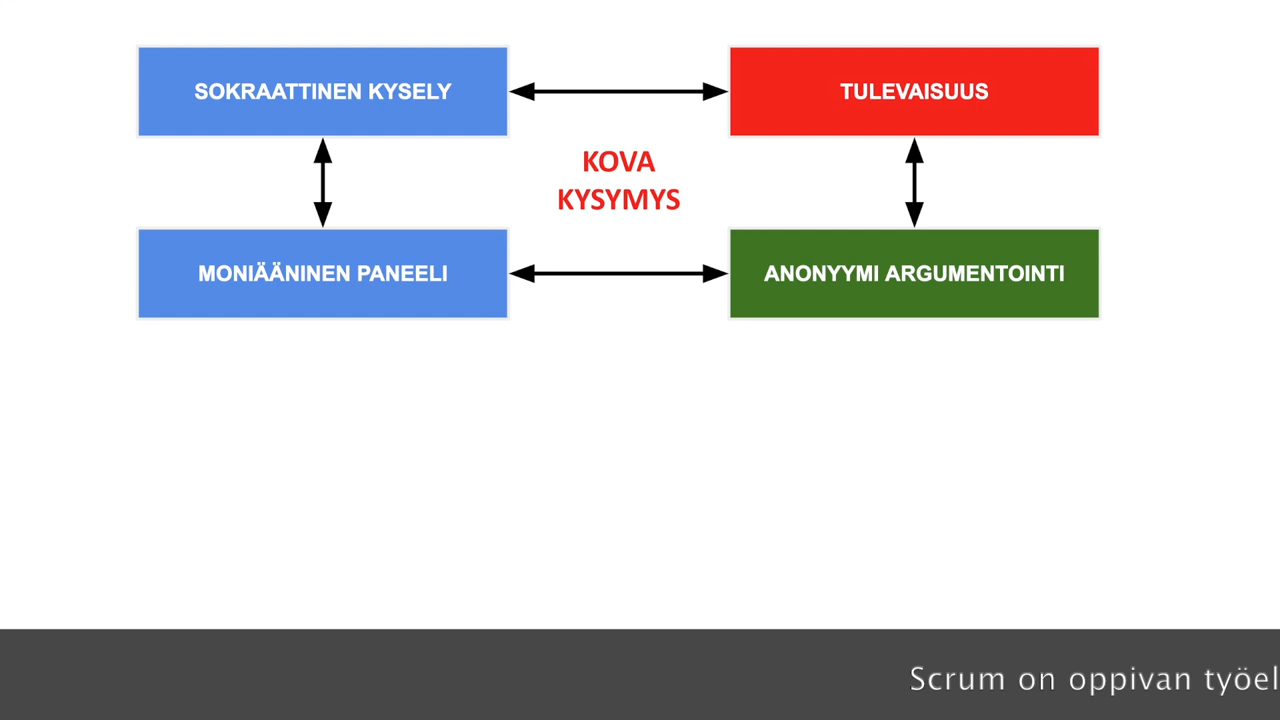 SOKRAATTINEN KYSELY
TULEVAISUUS
KOVA
KYSYMYS
MONIÄÄNINEN PANEELI
ANONYYMI ARGUMENTOINTI
Scrum on oppivan työel